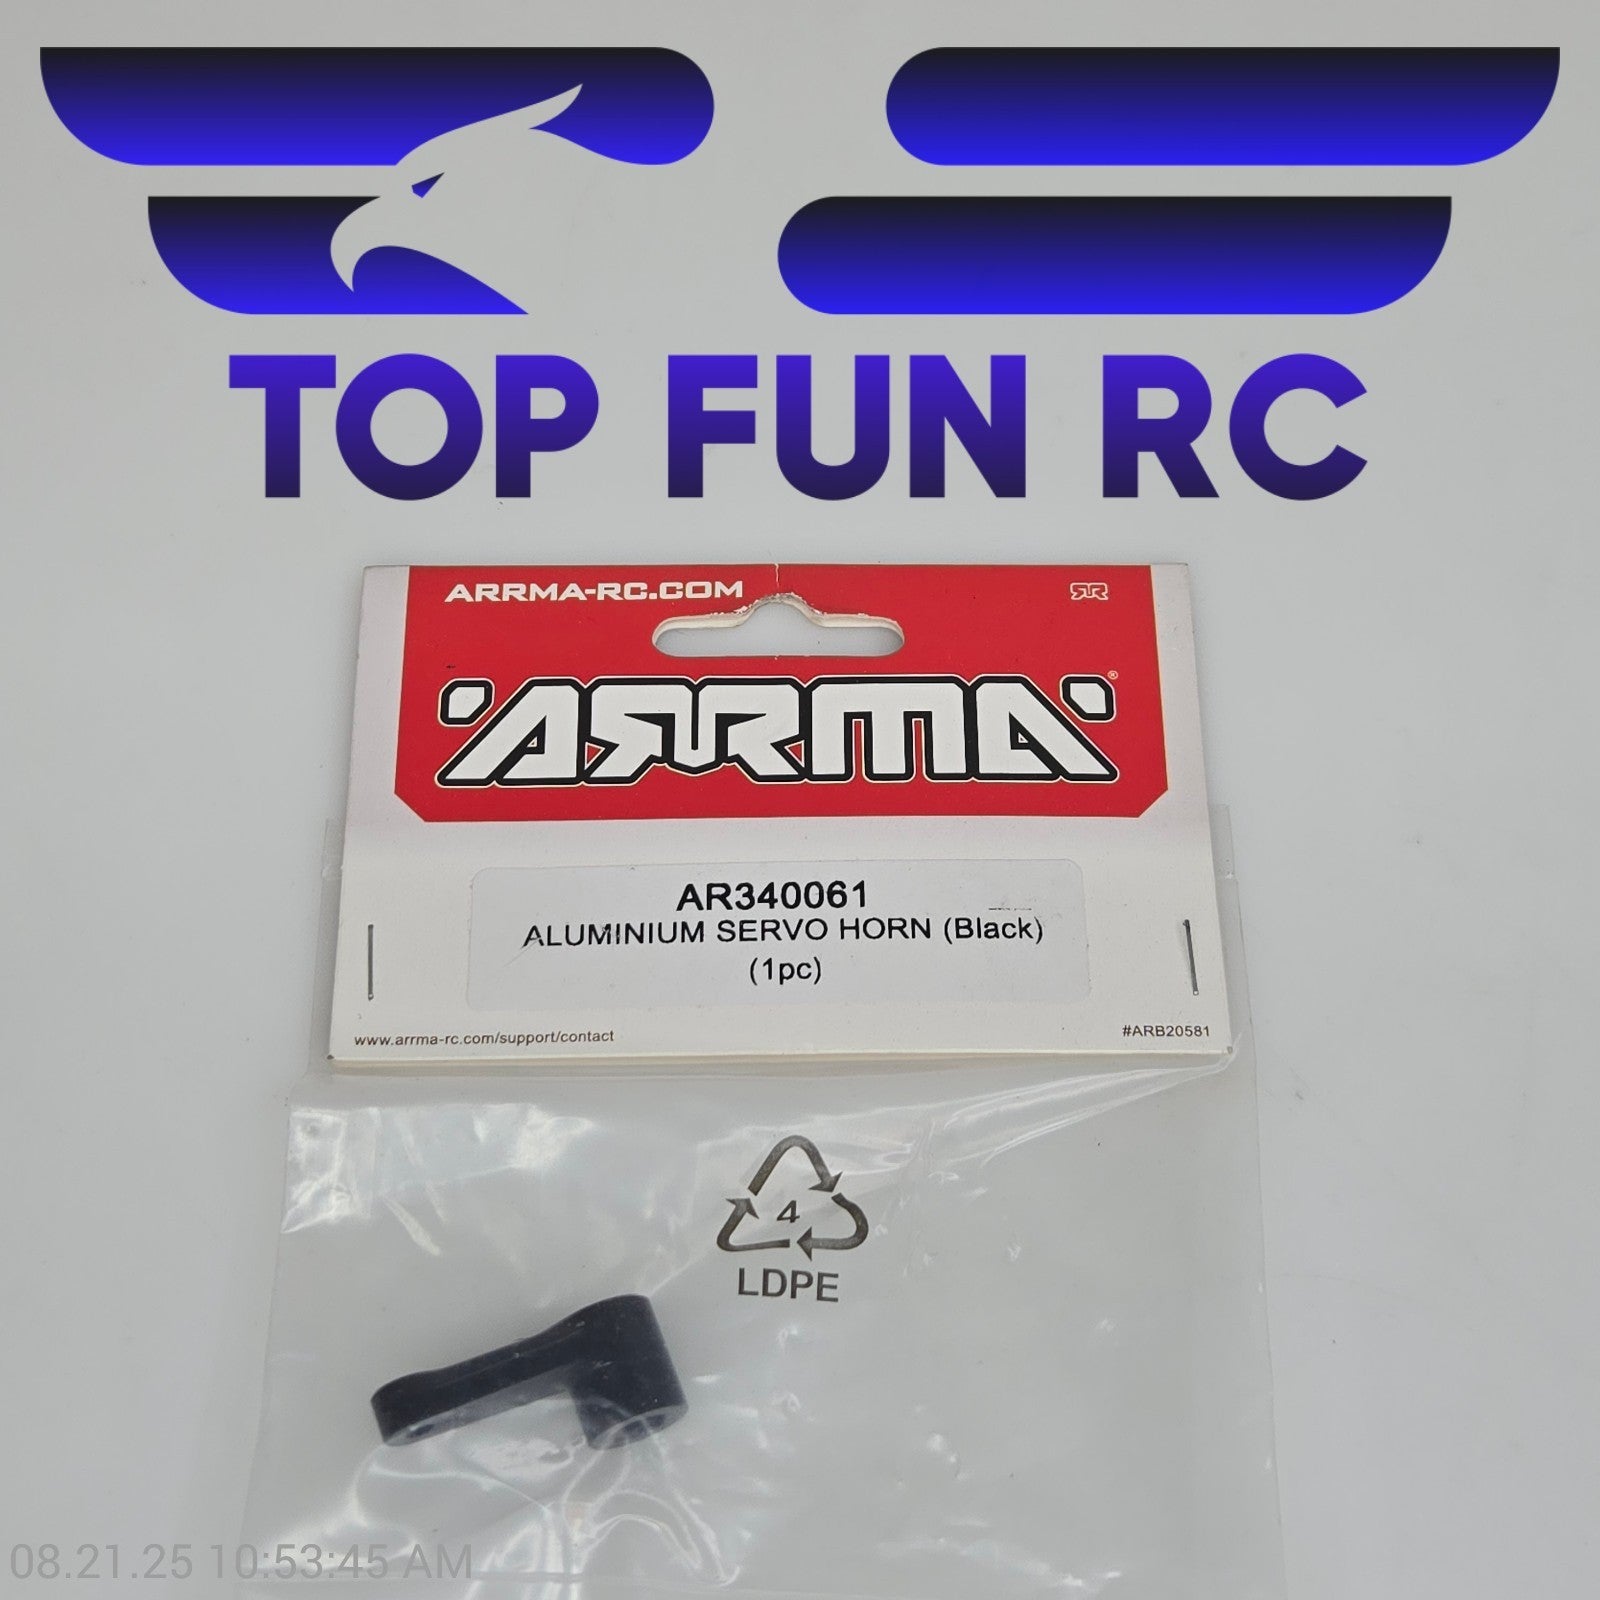 TOP FUN RC
ARRMA-RC.COM
ARRMA®
AR340061
ALUMINIUM SERVO HORN (Black)
(1pc)
www.arrma-rc.com/support/contact
#ARB20581
4
LDPE
08.21.25 10:53:45 AM